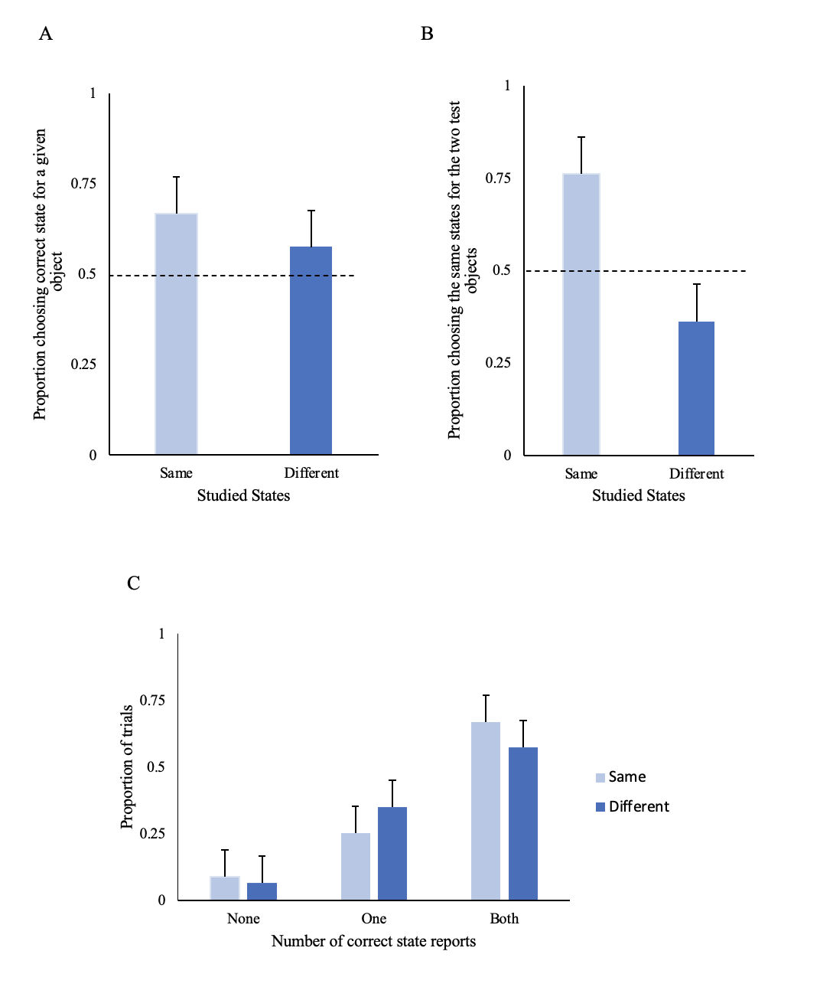 A
B
Proportion choosing correct state for a given
object
1
0.75
0.5
0.25
0
Same
Different
Studied States
Proportion choosing the same states for the two test
objects
1
0.75
0.5
0.25
0
Same
Different
Studied States
C
Proportion of trials
1
0.75
0.5
0.25
0
None
One
Both
Number of correct state reports
Same
Different